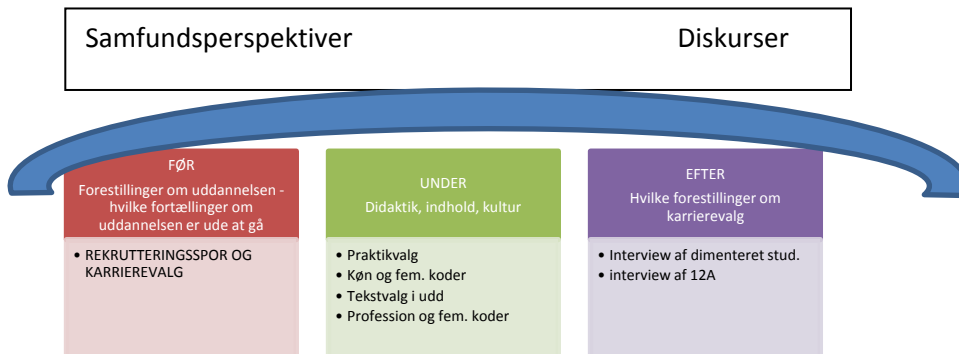 Samfundsperspektiver Diskurser
FØR
Forestillinger om uddannelsen -
hvilke fortællinger om
uddannelsen er ude at gå
• REKRUTTERINGSSPOR OG
KARRIEREVALG
UNDER
Didaktik, indhold, kultur
• Praktikvalg
• Køn og fem. koder
• Tekstvalg i udd
• Profession og fem. koder
EFTER
Hvilke forestillinger om
karrierevalg
• Interview af dimenteret stud.
• interview af 12A